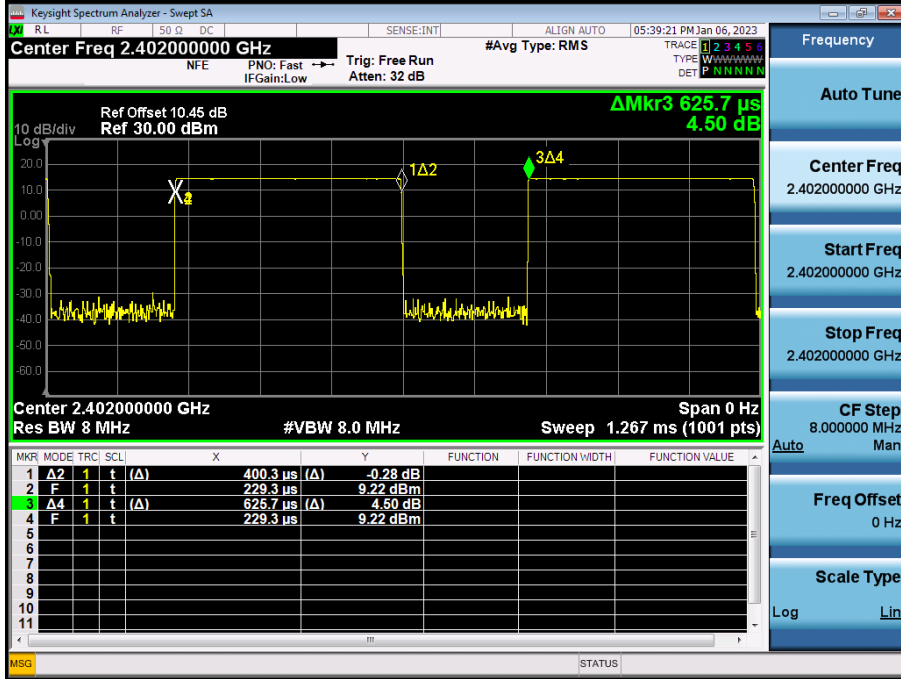 Keysight Spectrum Analyzer - Swept SA
LXI RL RF 50 Ω DC SENSE:INT ALIGN AUTO 05:39:21 PM Jan 06, 2023
Center Freq 2.402000000 GHz #Avg Type: RMS TRACE 1 2 3 4 5 6
NFE PNO: Fast Trig: Free Run TYPE WWWWWW
IFGain:Low Atten: 32 dB DET P N N N N N
ΔMkr3 625.7 µs
4.50 dB
Ref Offset 10.45 dB
10 dB/div Ref 30.00 dBm
Log
20.0
10.0
0.00
-10.0
-20.0
-30.0
-40.0
-50.0
-60.0
1Δ2
3Δ4
Center 2.402000000 GHz Span 0 Hz
Res BW 8 MHz #VBW 8.0 MHz Sweep 1.267 ms (1001 pts)
MKR MODE TRC SCL X Y FUNCTION FUNCTION WIDTH FUNCTION VALUE
1 Δ2 1 t (Δ) 400.3 µs (Δ) -0.28 dB
2 F 1 t 229.3 µs 9.22 dBm
3 Δ4 1 t (Δ) 625.7 µs (Δ) 4.50 dB
4 F 1 t 229.3 µs 9.22 dBm
5
6
7
8
9
10
11
MSG STATUS
Frequency
Auto Tune
Center Freq
2.402000000 GHz
Start Freq
2.402000000 GHz
Stop Freq
2.402000000 GHz
CF Step
8.000000 MHz
Auto Man
Freq Offset
0 Hz
Scale Type
Log Lin